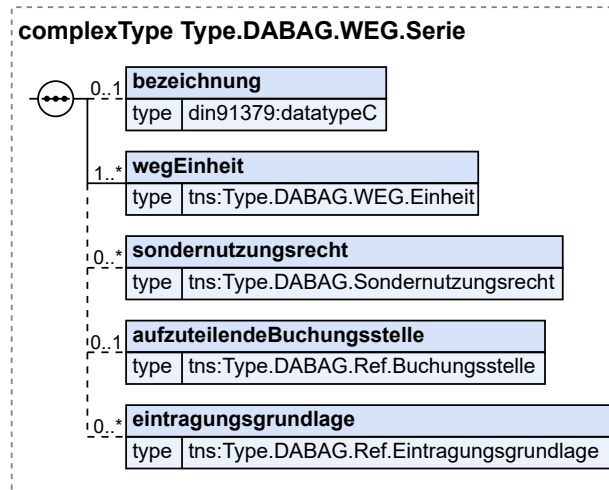 complexType Type.DABAG.WEG.Serie
0..1 bezeichnung
type din91379:datatypeC
1..* wegEinheit
type tns:Type.DABAG.WEG.Einheit
0..* sondernutzungsrecht
type tns:Type.DABAG.Sondernutzungsrecht
0..1 aufzuteilendeBuchungsstelle
type tns:Type.DABAG.Ref.Buchungsstelle
0..* eintragungsgrundlage
type tns:Type.DABAG.Ref.Eintragungsgrundlage